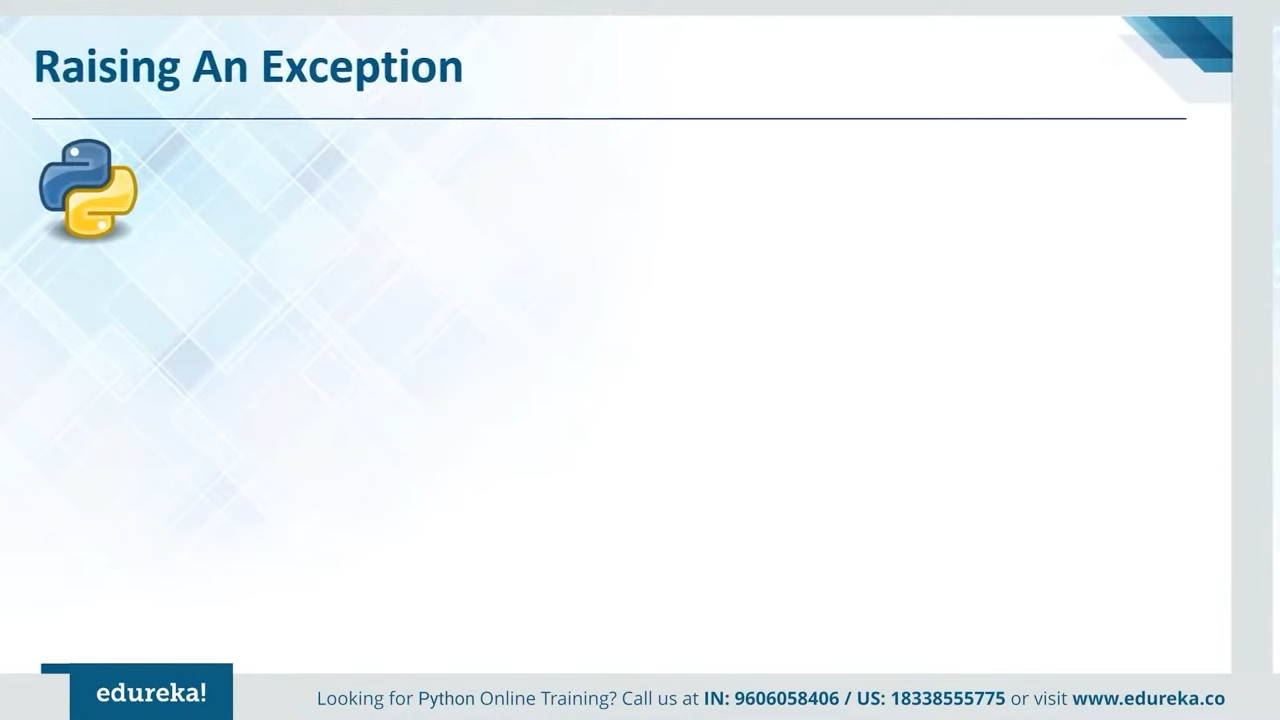 Raising An Exception
edureka!
Looking for Python Online Training? Call us at IN: 9606058406 / US: 18338555775 or visit www.edureka.co